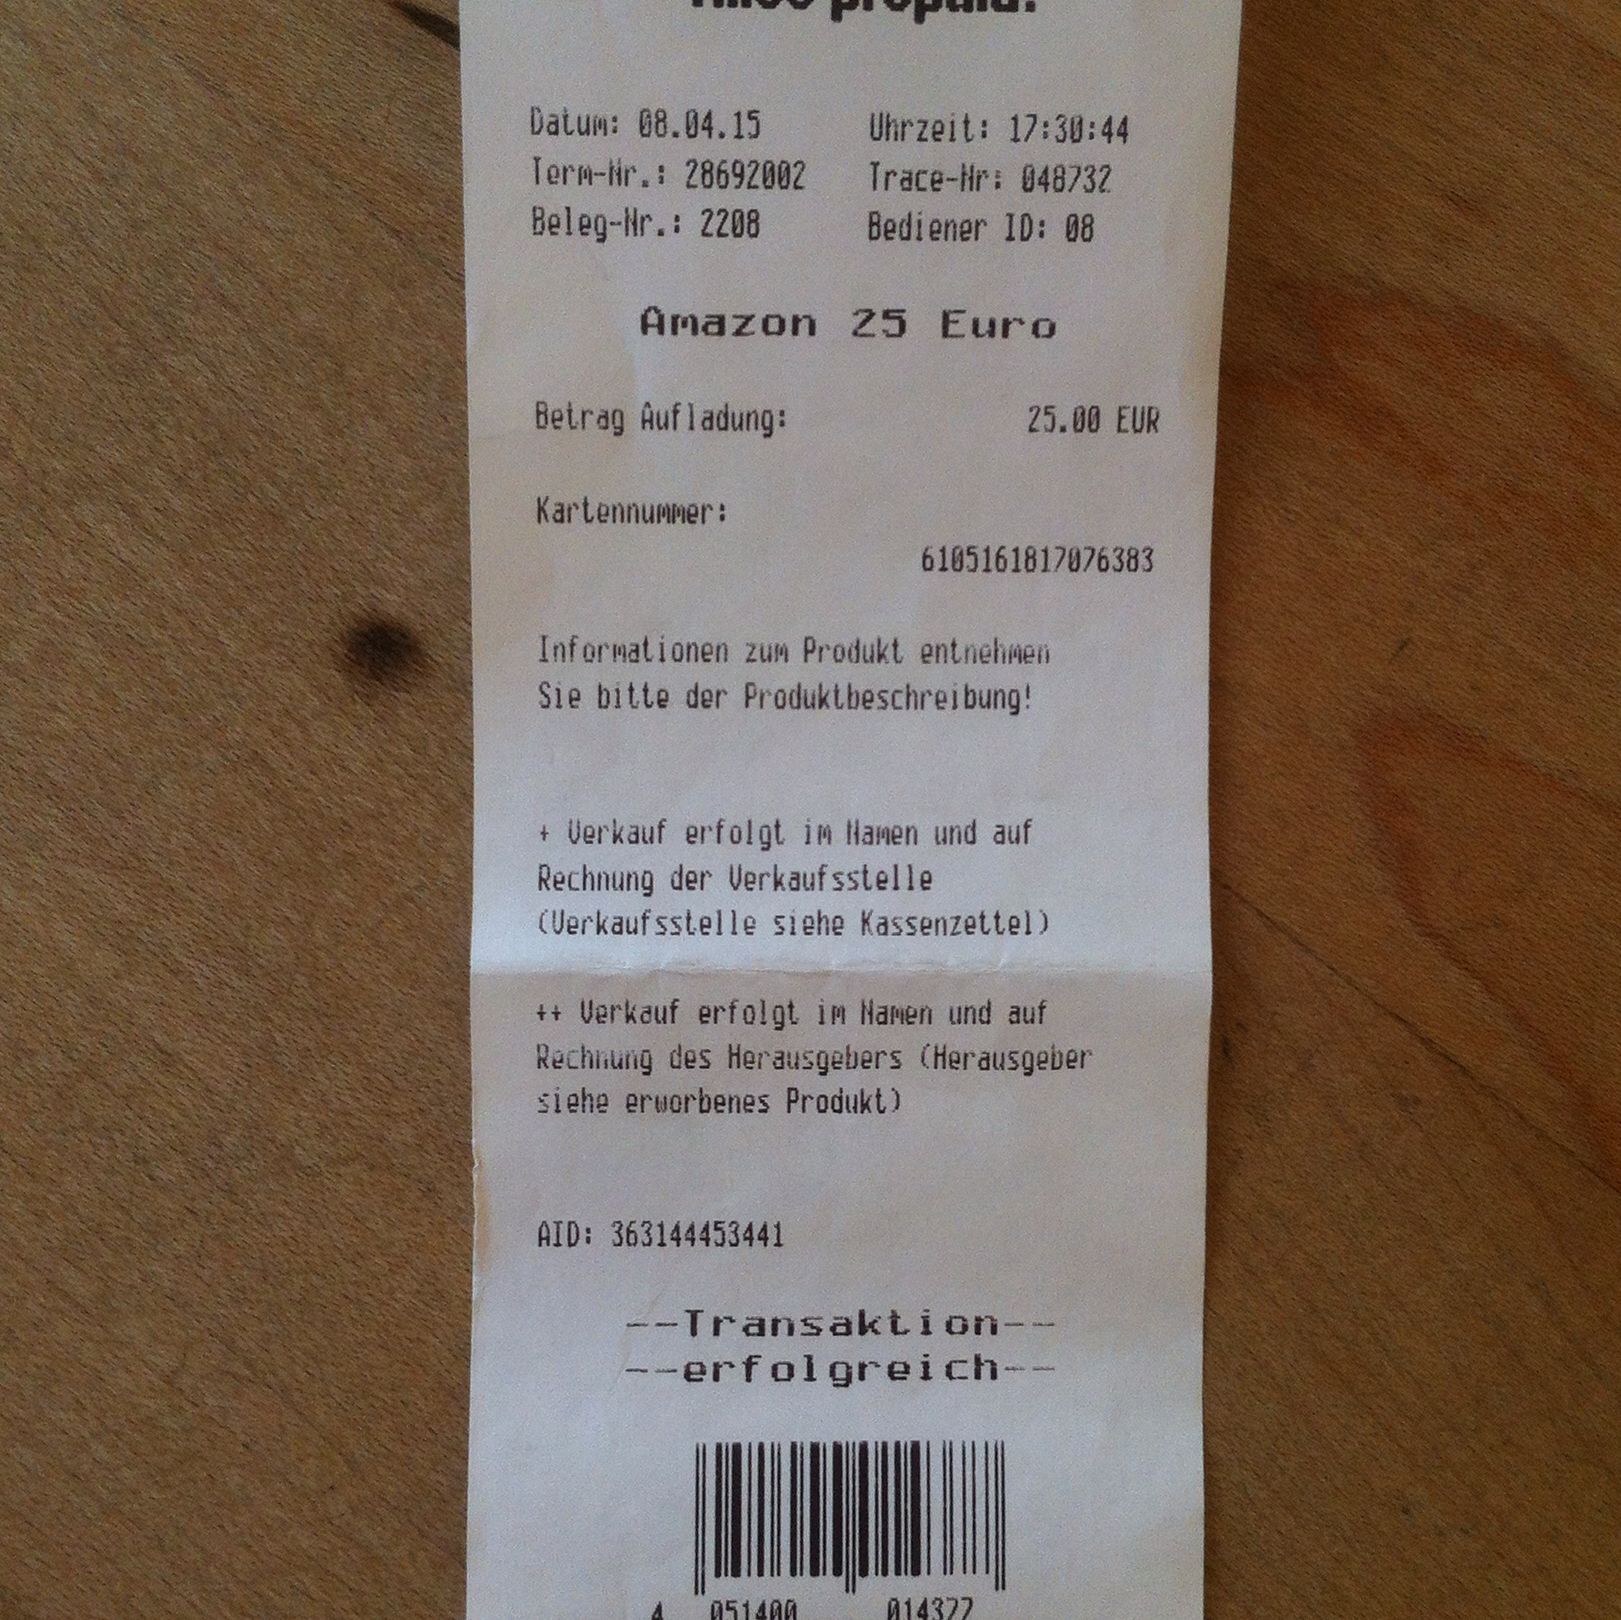 prepaid.
Datum: 08.04.15 Uhrzeit: 17:30:44
Term-Nr.: 28692002 Trace-Nr: 048732
Beleg-Nr.: 2208 Bediener ID: 08
Amazon 25 Euro
Betrag Aufladung: 25.00 EUR
Kartennummer:
6105161817076383
Informationen zum Produkt entnehmen
Sie bitte der Produktbeschreibung!
+ Verkauf erfolgt im Namen und auf
Rechnung der Verkaufsstelle
(Verkaufsstelle siehe Kassenzettel)
++ Verkauf erfolgt im Namen und auf
Rechnung des Herausgebers (Herausgeber
siehe erworbenes Produkt)
AID: 363144453441
--Transaktion--
--erfolgreich--
4 051400 014377